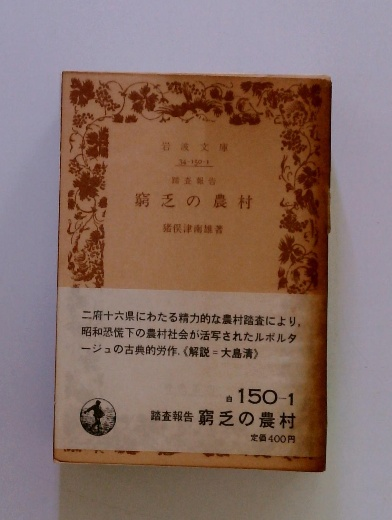 岩波文庫
34-150-1
踏査報告
窮乏の農村
猪俣津南雄著
二府十六県にわたる精力的な農村踏査により,
昭和恐慌下の農村社会が活写されたルポルタ
ージュの古典的労作.《解説=大島清》
白 150-1
踏査報告 窮乏の農村
定価400円